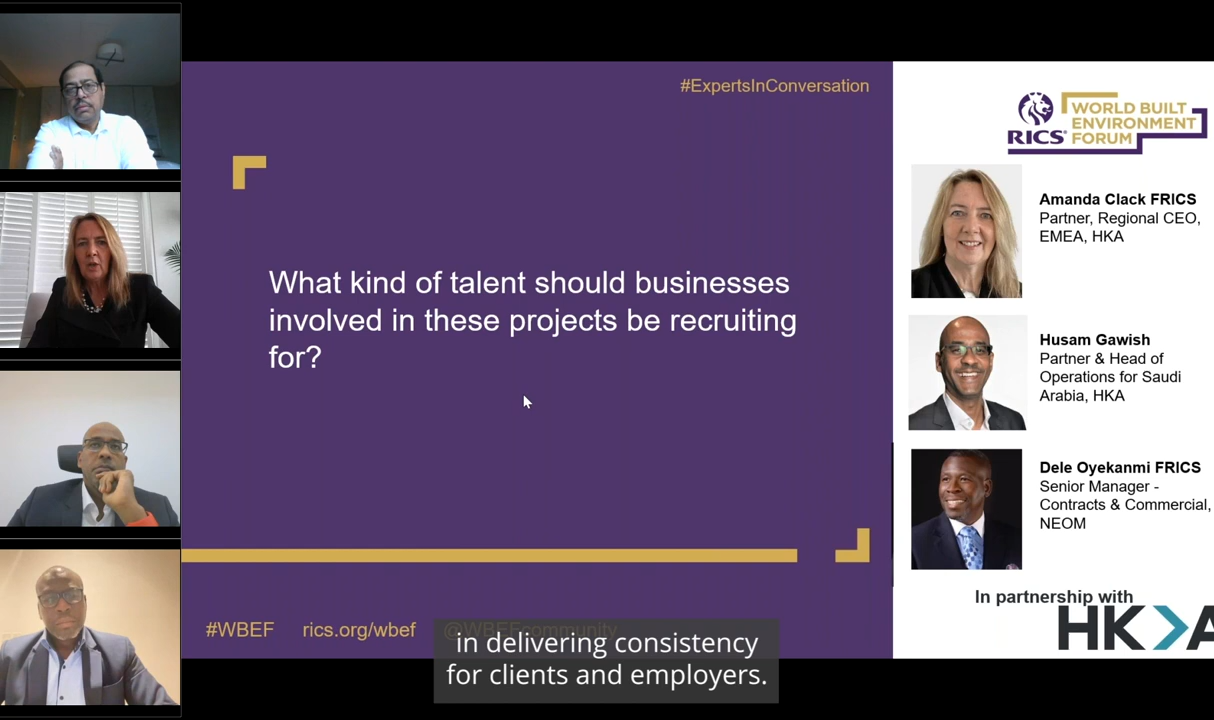 #ExpertsInConversation
What kind of talent should businesses
involved in these projects be recruiting
for?
#WBEF rics.org/wbef @WBEFcommunity
in delivering consistency
for clients and employers.
RICS
WORLD BUILT
ENVIRONMENT
FORUM
Amanda Clack FRICS
Partner, Regional CEO,
EMEA, HKA
Husam Gawish
Partner & Head of
Operations for Saudi
Arabia, HKA
Dele Oyekanmi FRICS
Senior Manager -
Contracts & Commercial,
NEOM
In partnership with
HKA